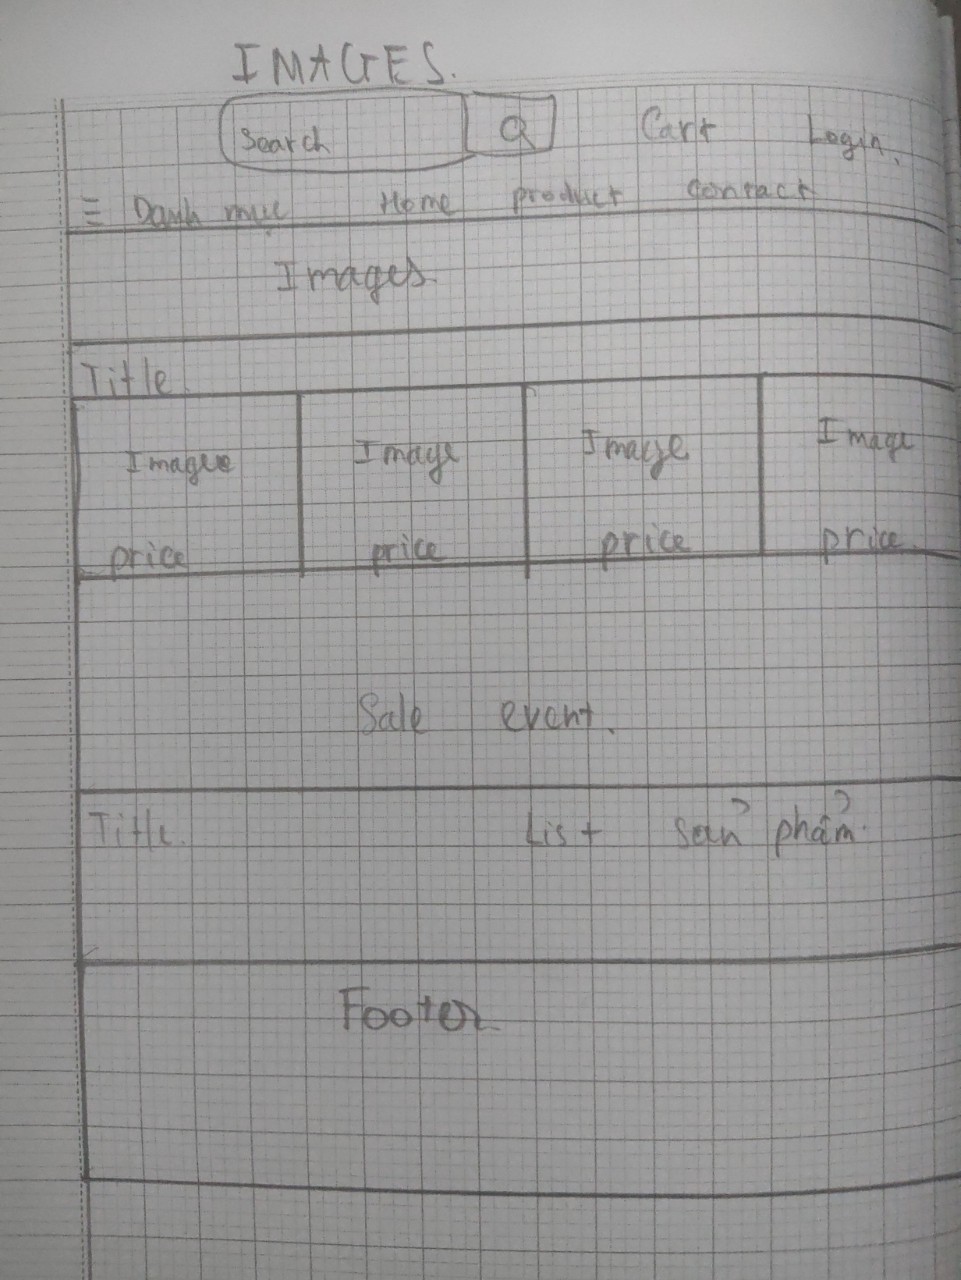 IMAGES.
Search Cart Login.
≡ Danh mục Home product contact
Images.
Title.
Image Image Image Image
price price price price.
Sale event.
Title. List sản phẩm.
Footer